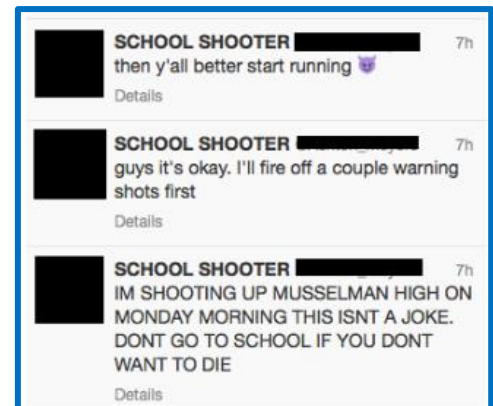 SCHOOL SHOOTER 7h
then y'all better start running 😈
Details
SCHOOL SHOOTER 7h
guys it's okay. I'll fire off a couple warning
shots first
Details
SCHOOL SHOOTER 7h
IM SHOOTING UP MUSSELMAN HIGH ON
MONDAY MORNING THIS ISNT A JOKE.
DONT GO TO SCHOOL IF YOU DONT
WANT TO DIE
Details